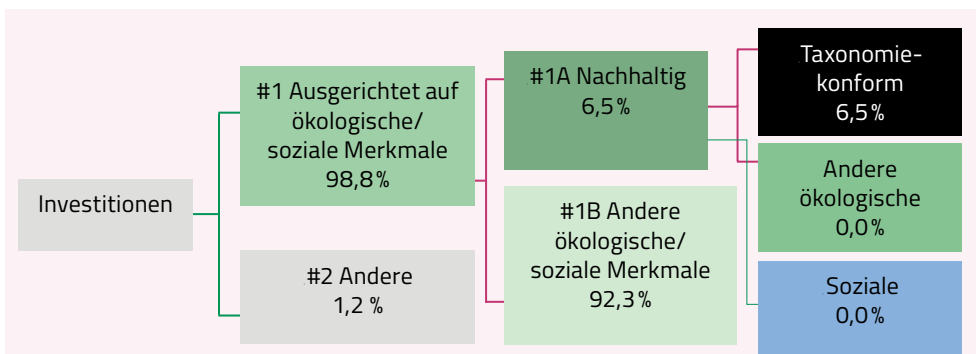 Investitionen
#1 Ausgerichtet auf
ökologische/
soziale Merkmale
98,8 %
#2 Andere
1,2 %
#1A Nachhaltig
6,5 %
#1B Andere
ökologische/
soziale Merkmale
92,3 %
Taxonomie-
konform
6,5 %
Andere
ökologische
0,0 %
Soziale
0,0 %